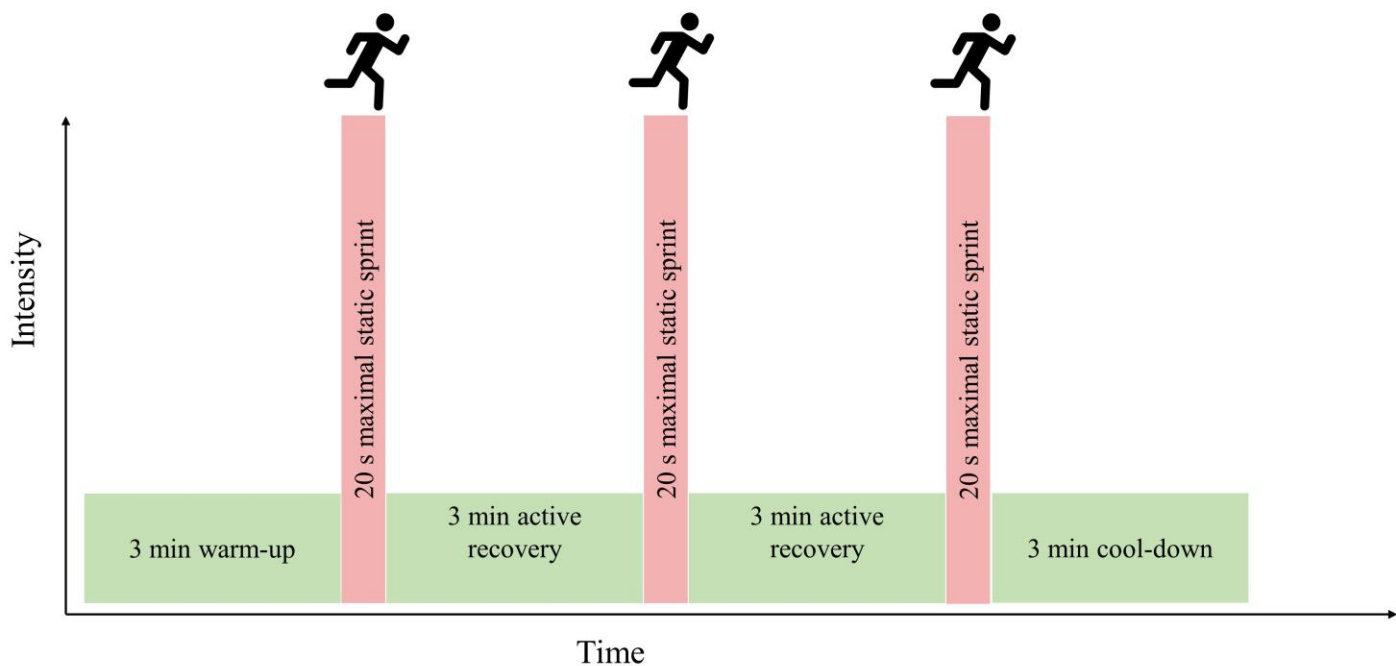 Intensity
3 min warm-up
20 s maximal static sprint
3 min active
recovery
20 s maximal static sprint
3 min active
recovery
20 s maximal static sprint
3 min cool-down
Time